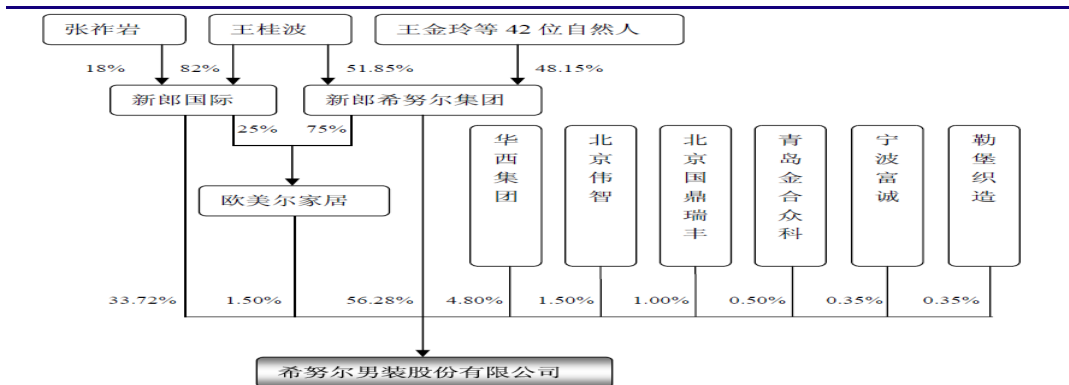 张祚岩
王桂波
王金玲等 42 位自然人
18%
82%
51.85%
48.15%
新郎国际
新郎希努尔集团
25%
75%
华西集团
北京伟智
北京国鼎瑞丰
青岛金合众科
宁波富诚
勒堡织造
欧美尔家居
33.72%
1.50%
56.28%
4.80%
1.50%
1.00%
0.50%
0.35%
0.35%
希努尔男装股份有限公司